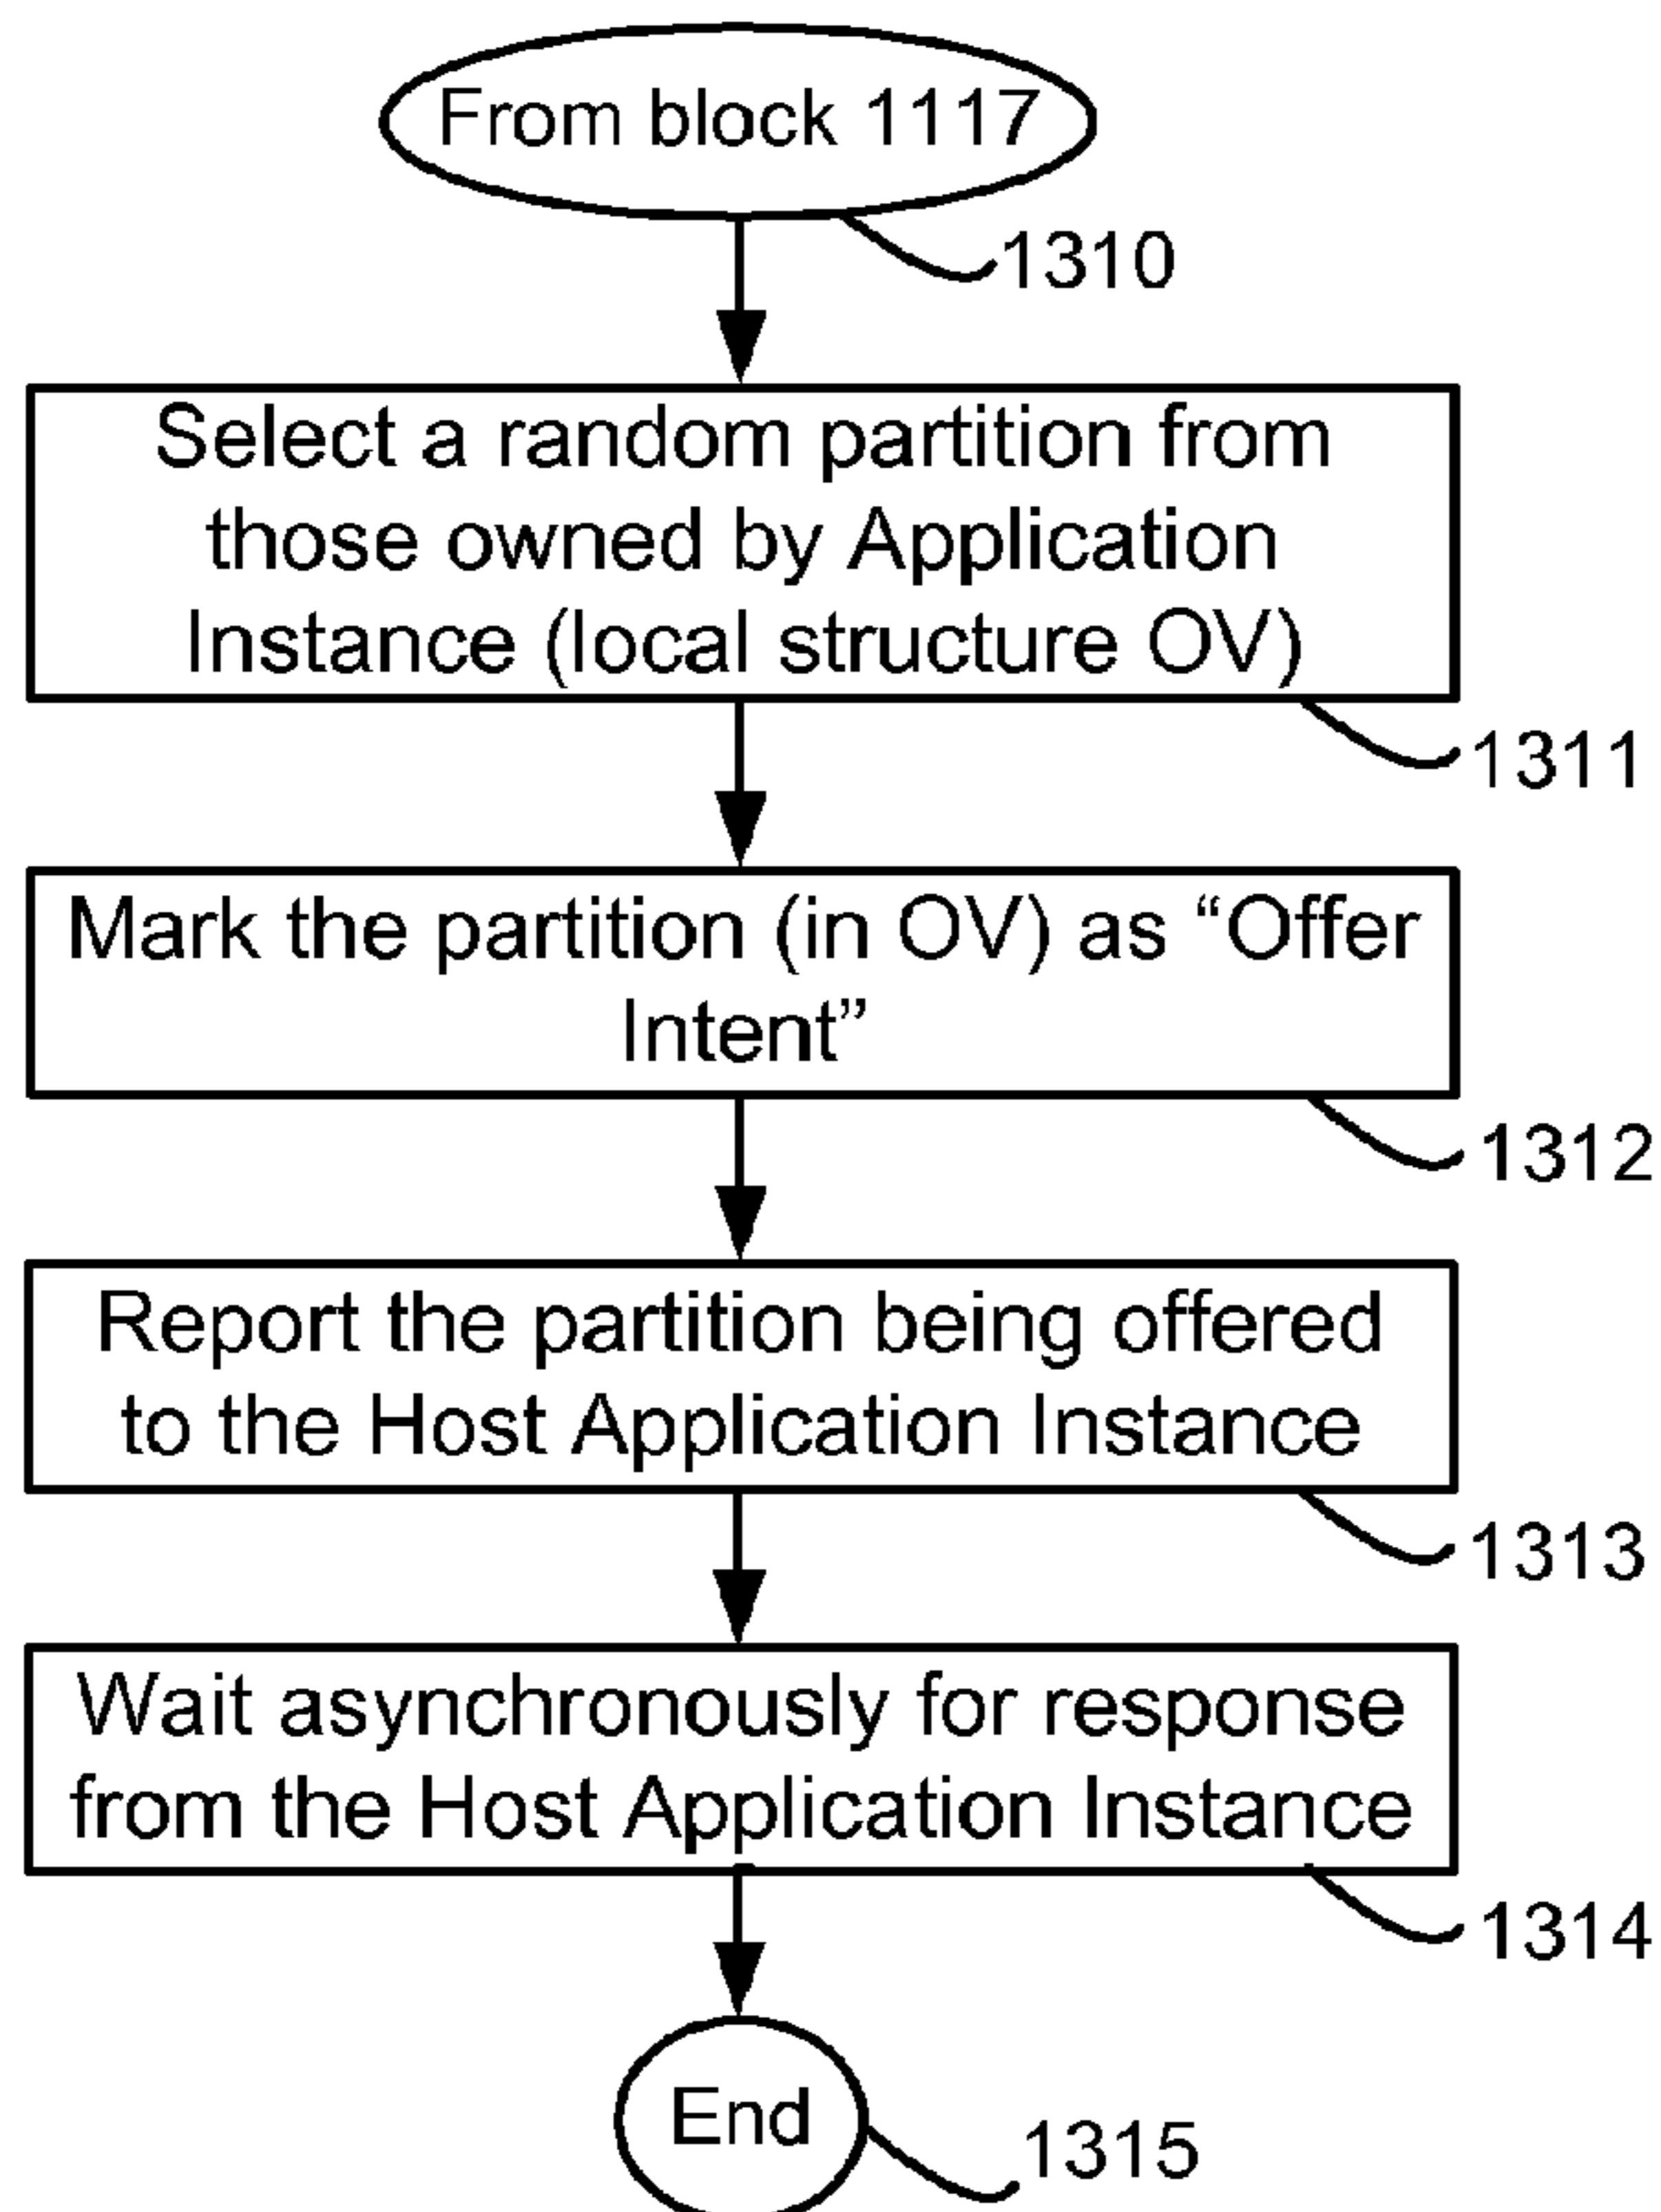 From block 1117
1310
Select a random partition from
those owned by Application
Instance (local structure OV)
1311
Mark the partition (in OV) as “Offer
Intent”
1312
Report the partition being offered
to the Host Application Instance
1313
Wait asynchronously for response
from the Host Application Instance
1314
End
1315